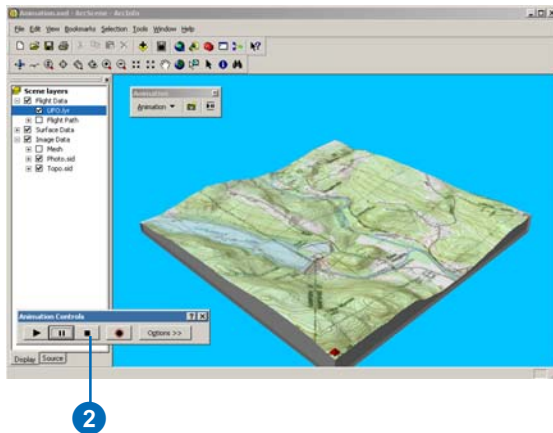 Animation.sxd - ArcScene - ArcInfo
File Edit View Bookmarks Selection Tools Window Help
Scene layers
Flight Data
UFO.lyr
Flight Path
Surface Data
Image Data
Mesh
Photo.sid
Topo.sid
Animation
Animation
Animation Controls
Options >>
Display Source
2